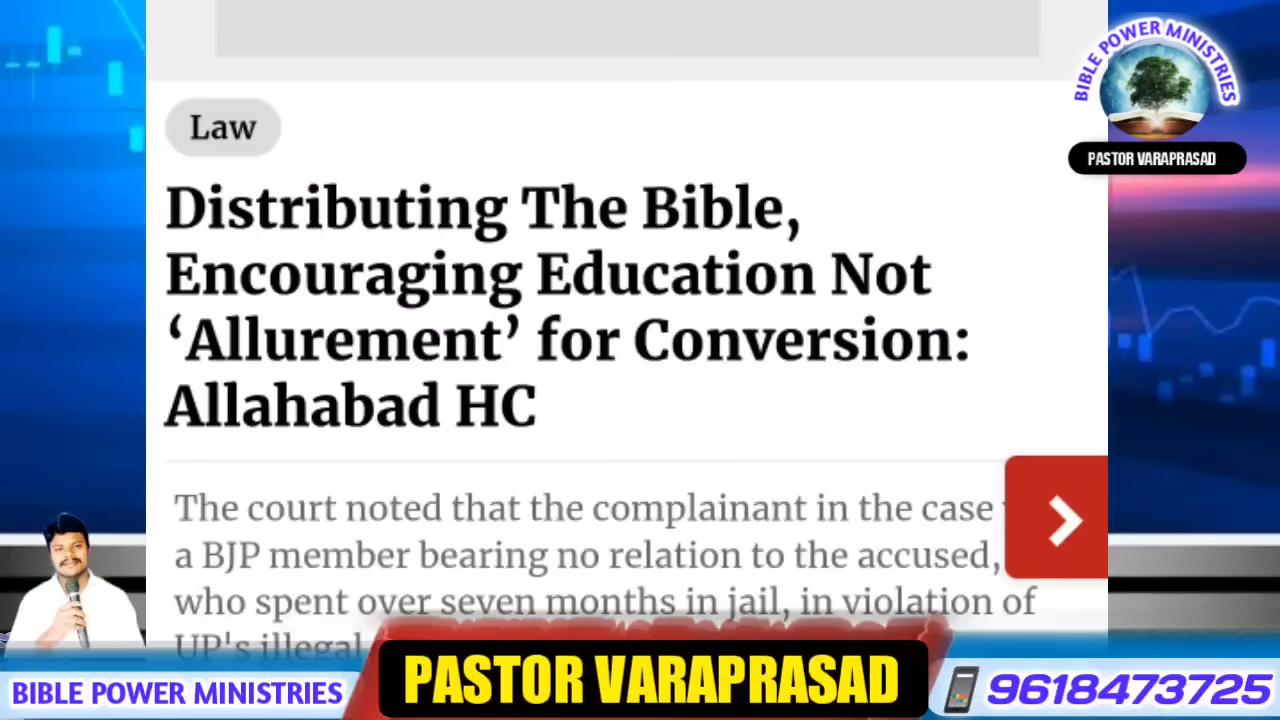 BIBLE POWER MINISTRIES
PASTOR VARAPRASAD
Law
Distributing The Bible,
Encouraging Education Not
‘Allurement’ for Conversion:
Allahabad HC
The court noted that the complainant in the case
a BJP member bearing no relation to the accused,
who spent over seven months in jail, in violation of
UP's illegal
BIBLE POWER MINISTRIES
PASTOR VARAPRASAD
9618473725